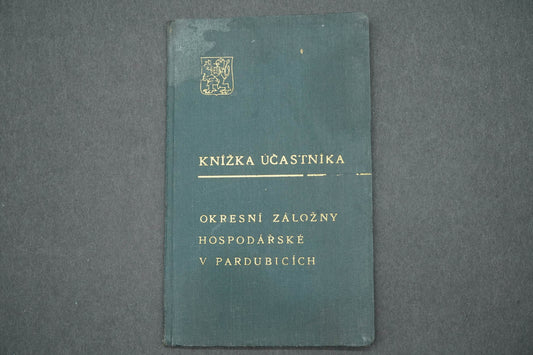 KNÍŽKA ÚČASTNÍKA
OKRESNÍ ZÁLOŽNY
HOSPODÁŘSKÉ
V PARDUBICÍCH